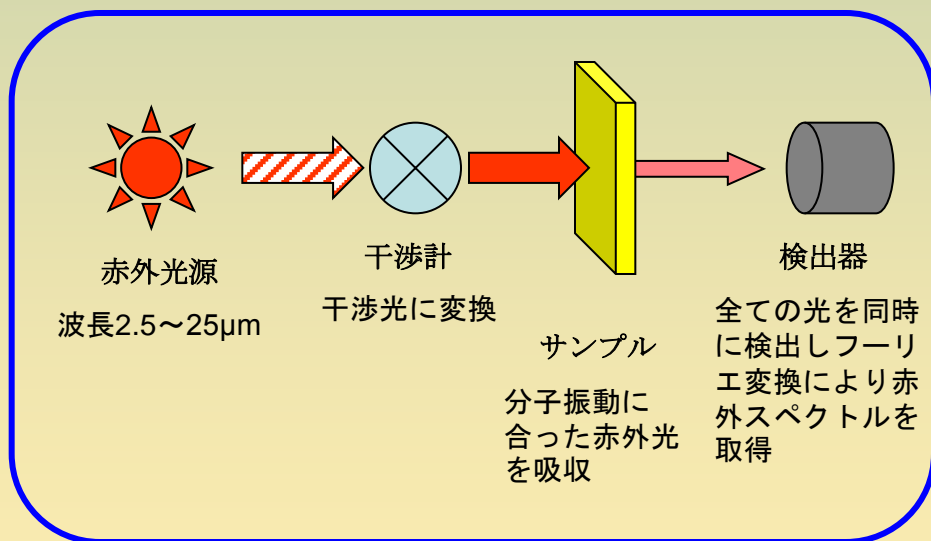 赤外光源
波長2.5～25μm
干渉計
干渉光に変換
サンプル
分子振動に
合った赤外光
を吸収
検出器
全ての光を同時
に検出しフーリ
エ変換により赤
外スペクトルを
取得